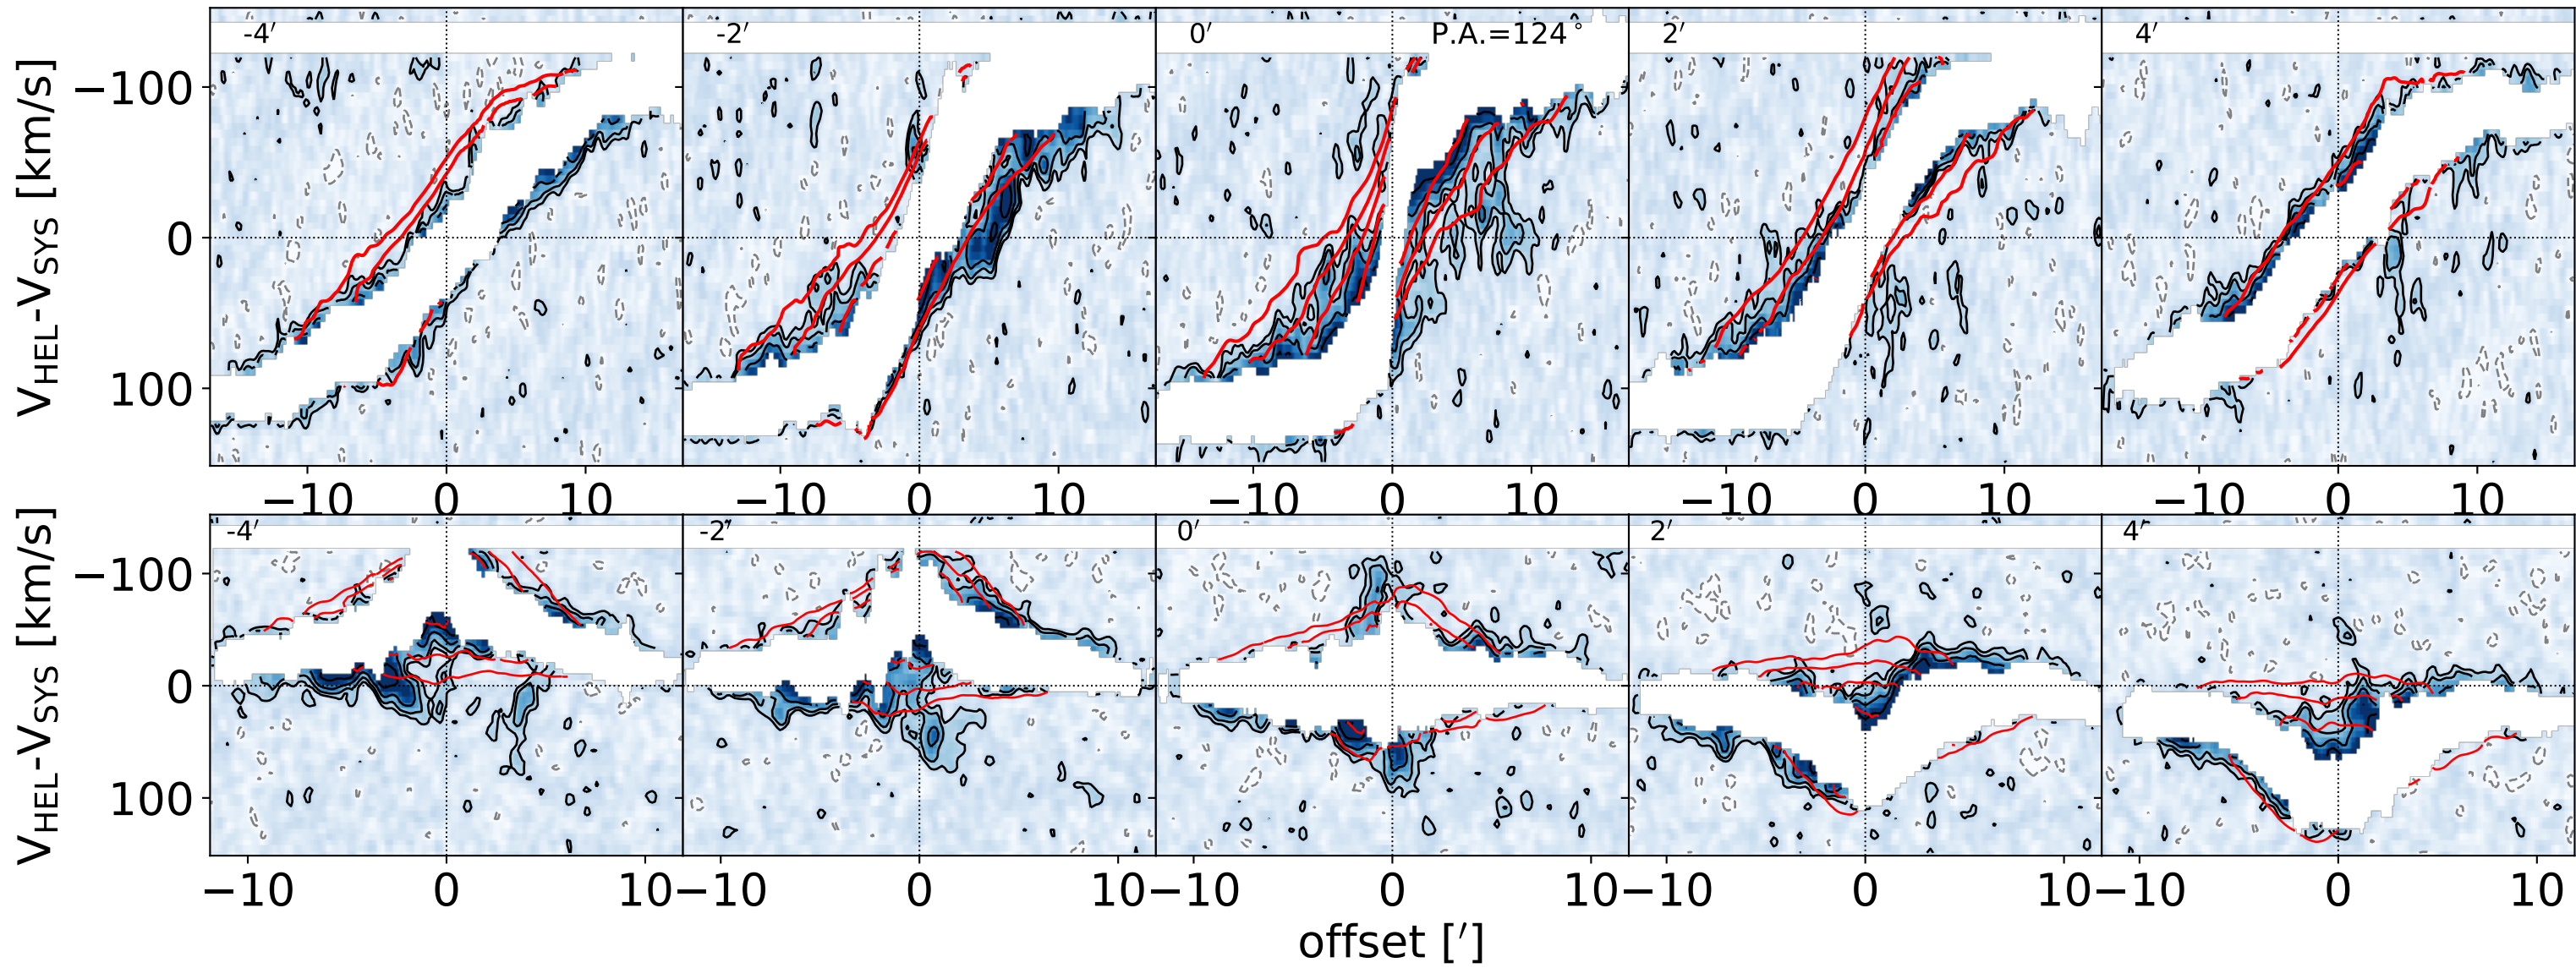 -4′ -2′ 0′ P.A.=124° 2′ 4′
V_HEL-V_SYS [km/s]
−100
0
100
−10 0 10 −10 0 10 −10 0 10 −10 0 10 −10 0 10
-4′ -2′ 0′ 2′ 4′
V_HEL-V_SYS [km/s]
−100
0
100
−10 0 10 −10 0 10 −10 0 10 −10 0 10 −10 0 10
offset [′]